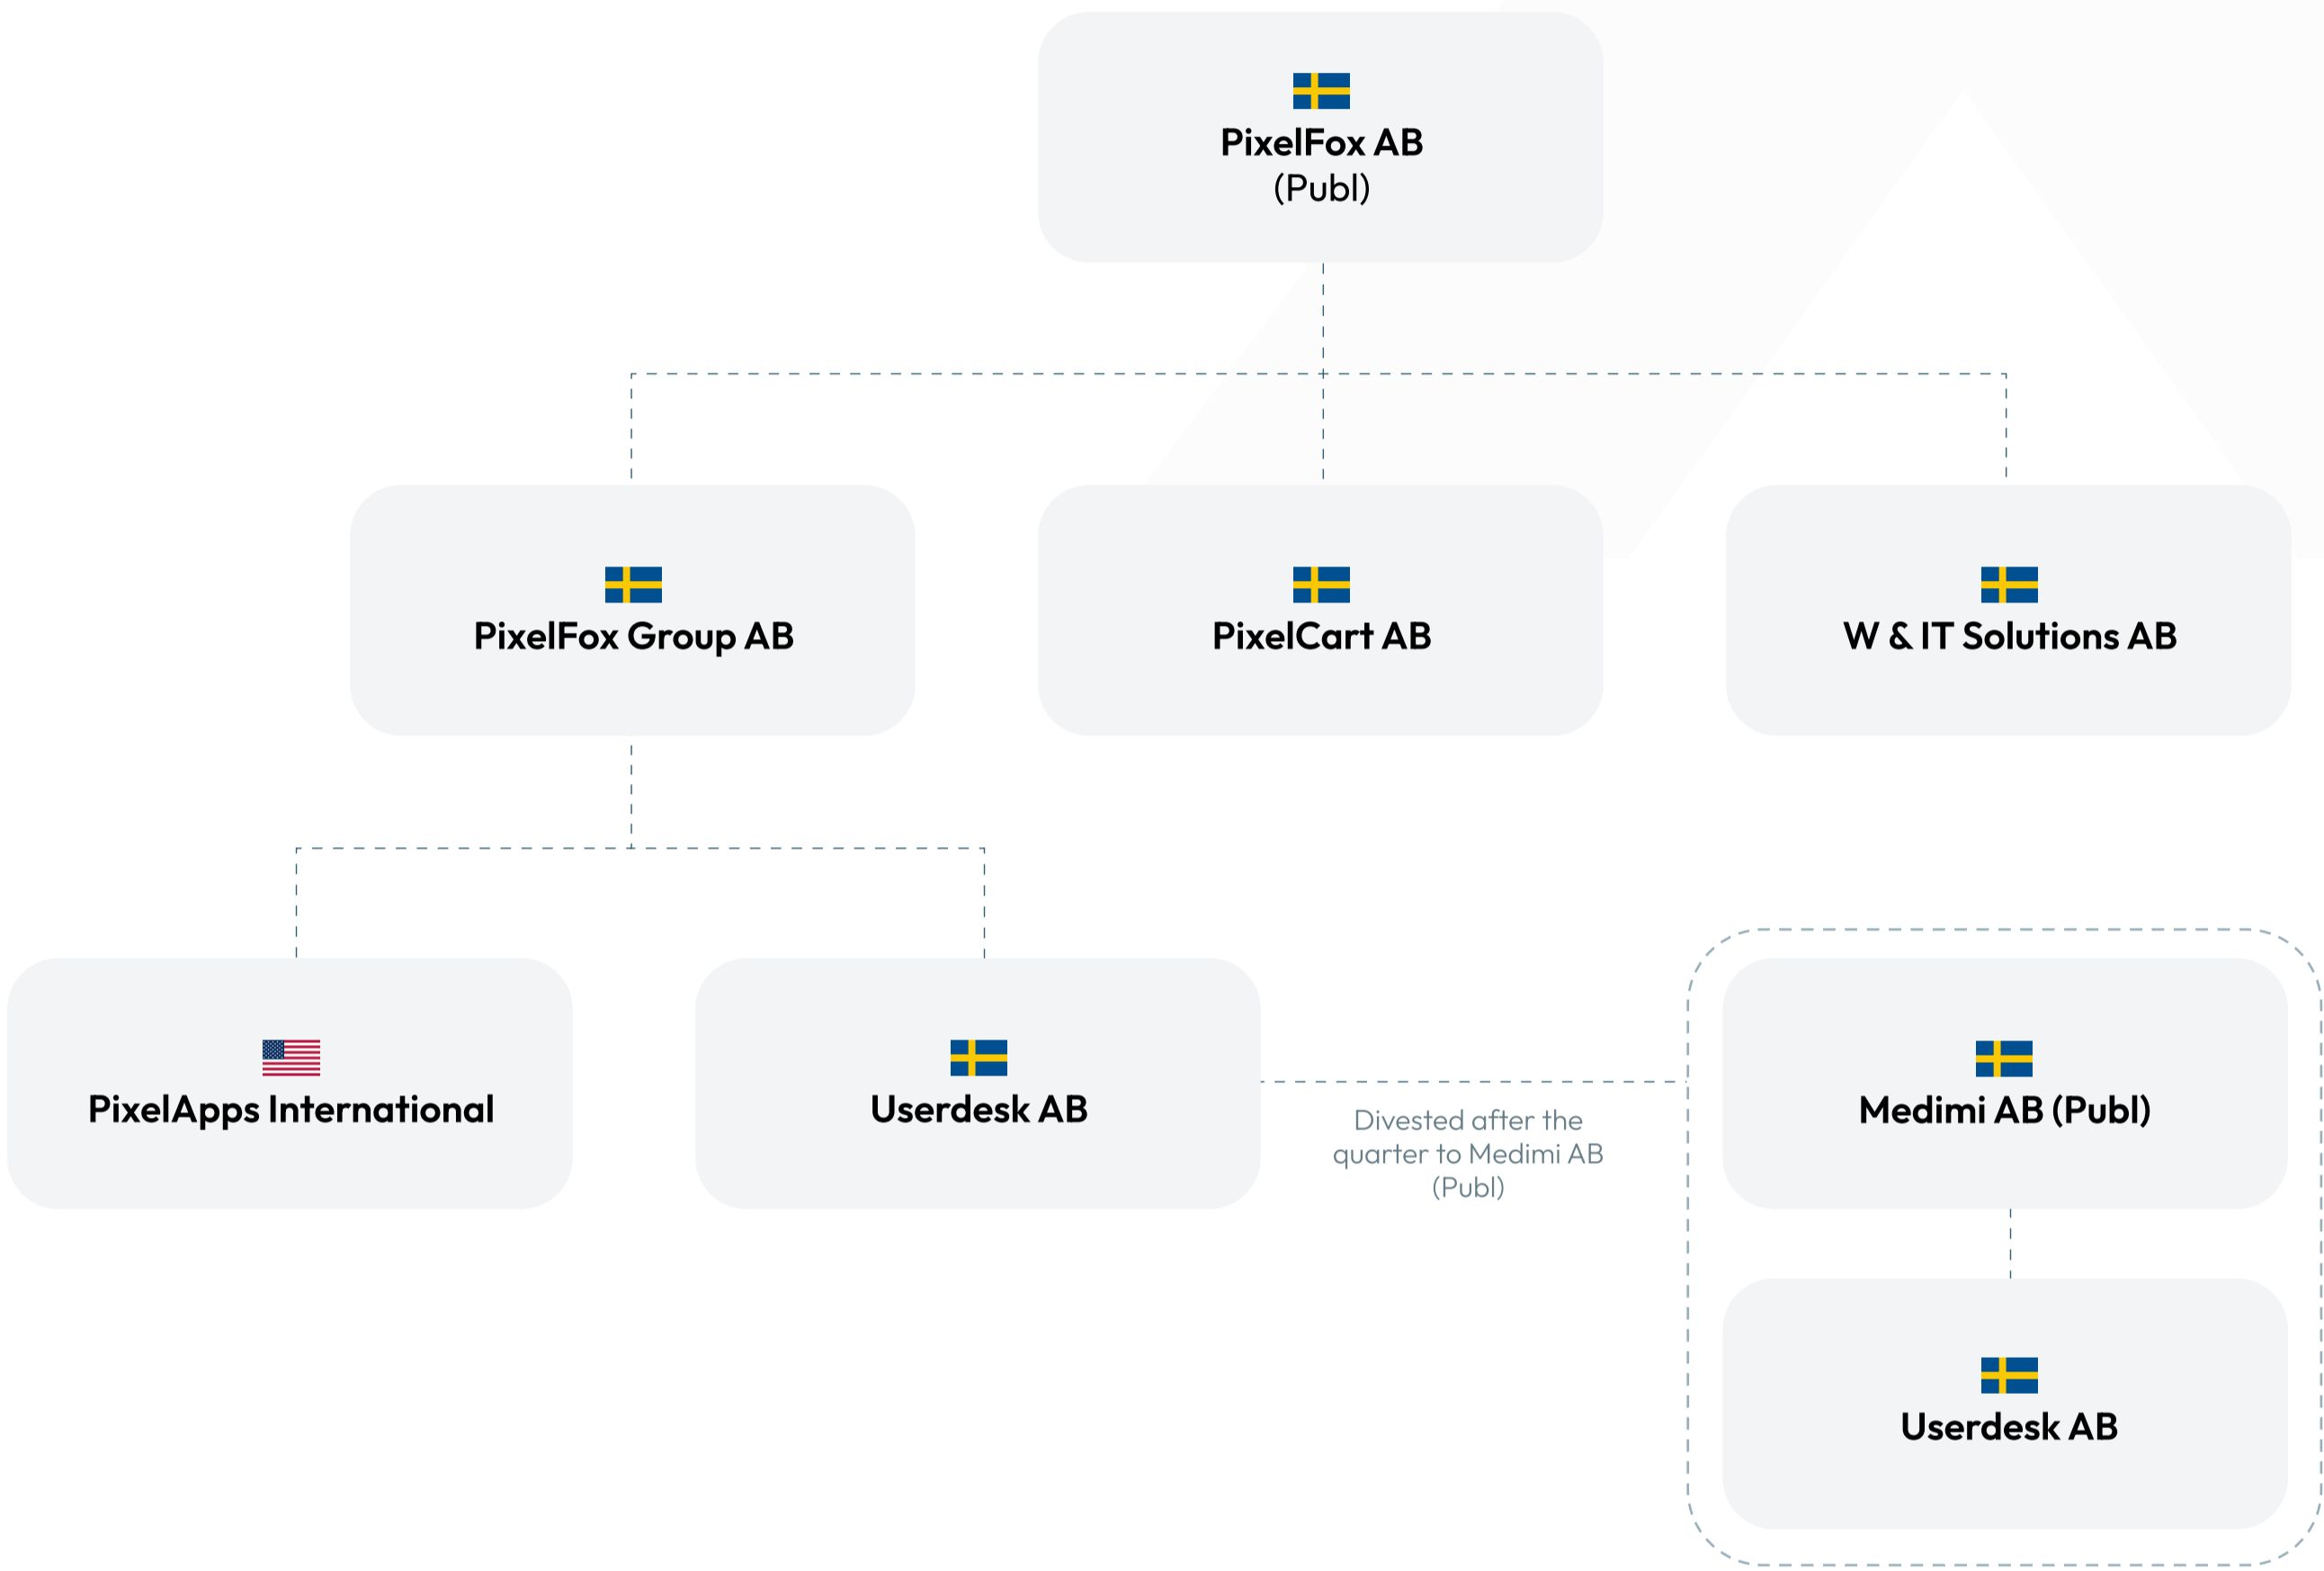 PixelFox AB
(Publ)
PixelFox Group AB
PixelCart AB
W & IT Solutions AB
PixelApps International
Userdesk AB
Divested after the
quarter to Medimi AB
(Publ)
Medimi AB (Publ)
Userdesk AB